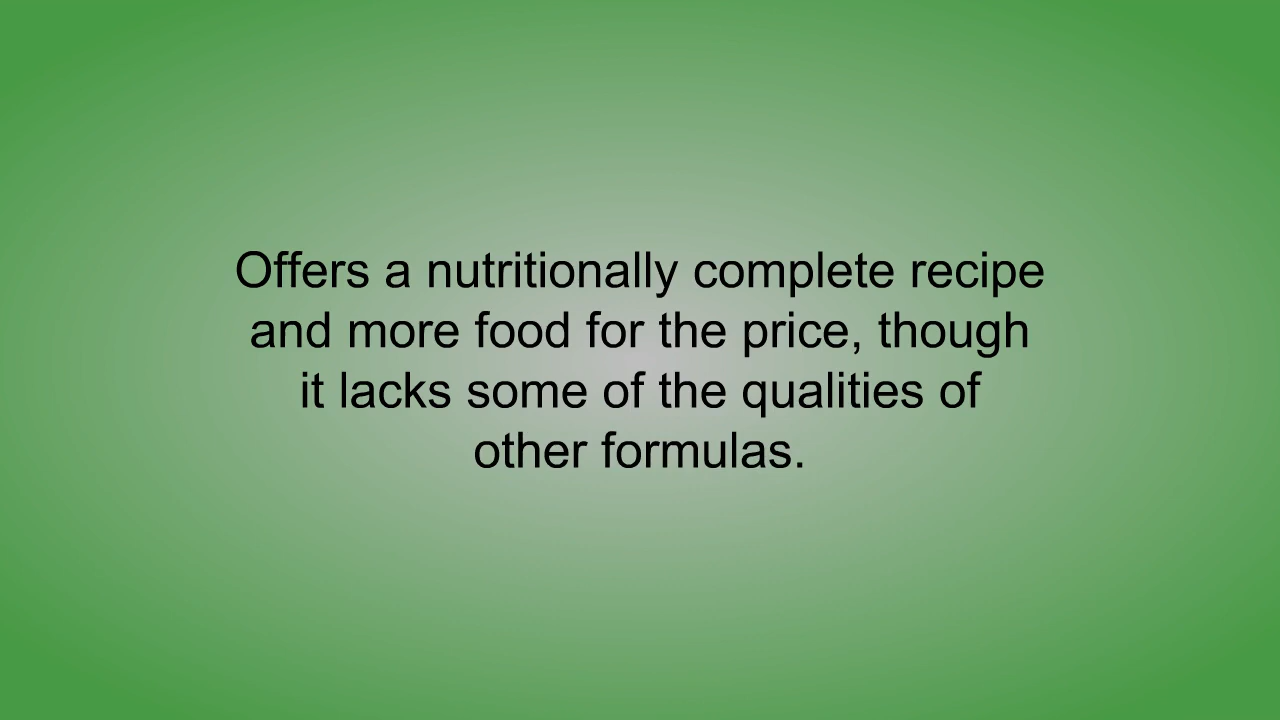 Offers a nutritionally complete recipe
and more food for the price, though
it lacks some of the qualities of
other formulas.